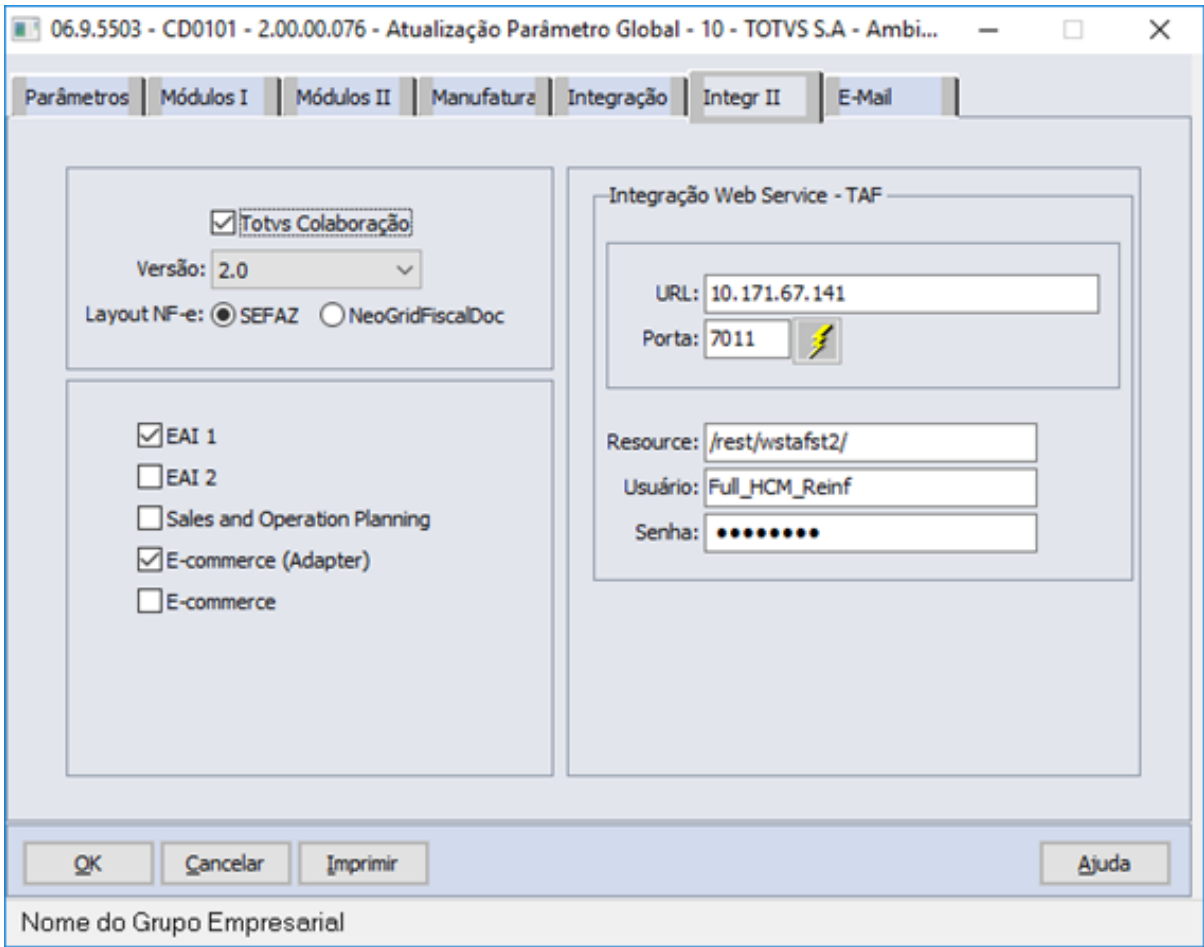 06.9.5503 - CD0101 - 2.00.00.076 - Atualização Parâmetro Global - 10 - TOTVS S.A - Ambi...
Parâmetros Módulos I Módulos II Manufatura Integração Integr II E-Mail
Totvs Colaboração
Versão: 2.0
Layout NF-e: SEFAZ NeoGridFiscalDoc
EAI 1
EAI 2
Sales and Operation Planning
E-commerce (Adapter)
E-commerce
Integração Web Service - TAF
URL: 10.171.67.141
Porta: 7011
Resource: /rest/wstafst2/
Usuário: Full_HCM_Reinf
Senha: ••••••••
OK Cancelar Imprimir Ajuda
Nome do Grupo Empresarial